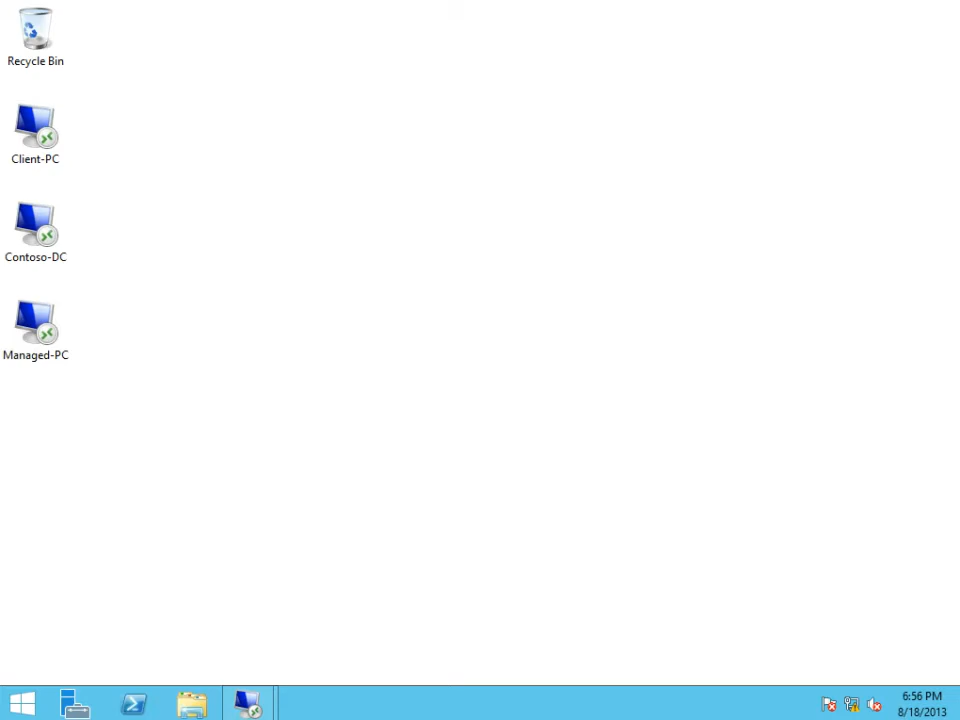 Recycle Bin
Client-PC
Contoso-DC
Managed-PC
6:56 PM
8/18/2013